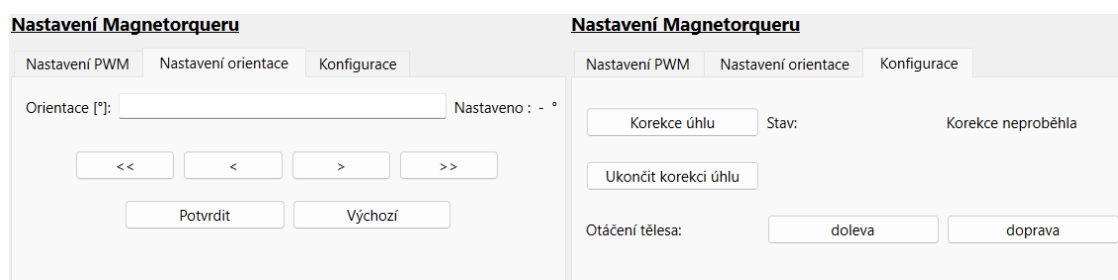 Nastavení Magnetorqueru
Nastavení PWM Nastavení orientace Konfigurace
Orientace [°]: Nastaveno : - °
<< < > >>
Potvrdit Výchozí
Nastavení Magnetorqueru
Nastavení PWM Nastavení orientace Konfigurace
Korekce úhlu Stav: Korekce neproběhla
Ukončit korekci úhlu
Otáčení tělesa: doleva doprava